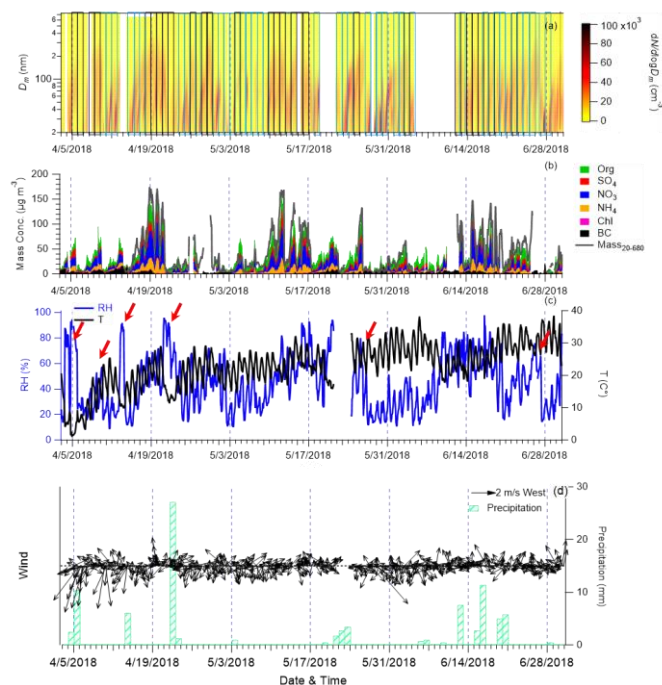 (a)
6
4
2
100
6
4
2
D_m (nm)
4/5/2018 4/19/2018 5/3/2018 5/17/2018 5/31/2018 6/14/2018 6/28/2018
100 x10³
80
60
40
20
0
dN/dlogD_m (cm⁻³)
(b)
200
150
100
50
0
Mass Conc. (µg m⁻³)
4/5/2018 4/19/2018 5/3/2018 5/17/2018 5/31/2018 6/14/2018 6/28/2018
Org
SO₄
NO₃
NH₄
Chl
BC
Mass₂₀₋₆₈₀
(c)
RH
T
100
80
60
40
20
0
RH (%)
40
30
20
10
0
T (C°)
4/5/2018 4/19/2018 5/3/2018 5/17/2018 5/31/2018 6/14/2018 6/28/2018
(d)
2 m/s West
Precipitation
Wind
30
20
10
0
Precipitation (mm)
4/5/2018 4/19/2018 5/3/2018 5/17/2018 5/31/2018 6/14/2018 6/28/2018
Date & Time